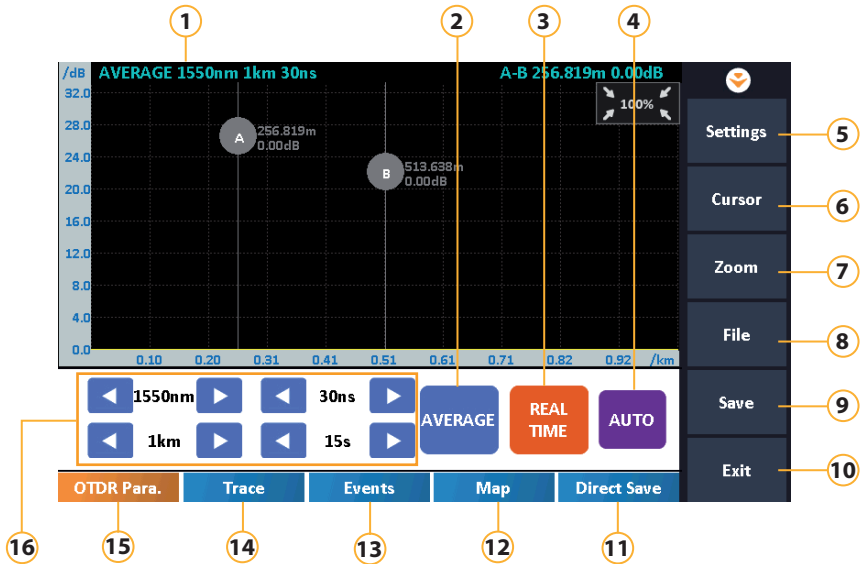 1
2
3
4
/dB
AVERAGE 1550nm 1km 30ns
A-B 256.819m 0.00dB
32.0
28.0
24.0
20.0
16.0
12.0
8.0
4.0
0.0
100%
A
256.819m
0.00dB
B
513.638m
0.00dB
0.10 0.20 0.31 0.41 0.51 0.61 0.71 0.82 0.92 /km
Settings
5
Cursor
6
Zoom
7
File
8
Save
9
Exit
10
1550nm
30ns
1km
15s
AVERAGE
REAL
TIME
AUTO
OTDR Para.
Trace
Events
Map
Direct Save
16
15
14
13
12
11